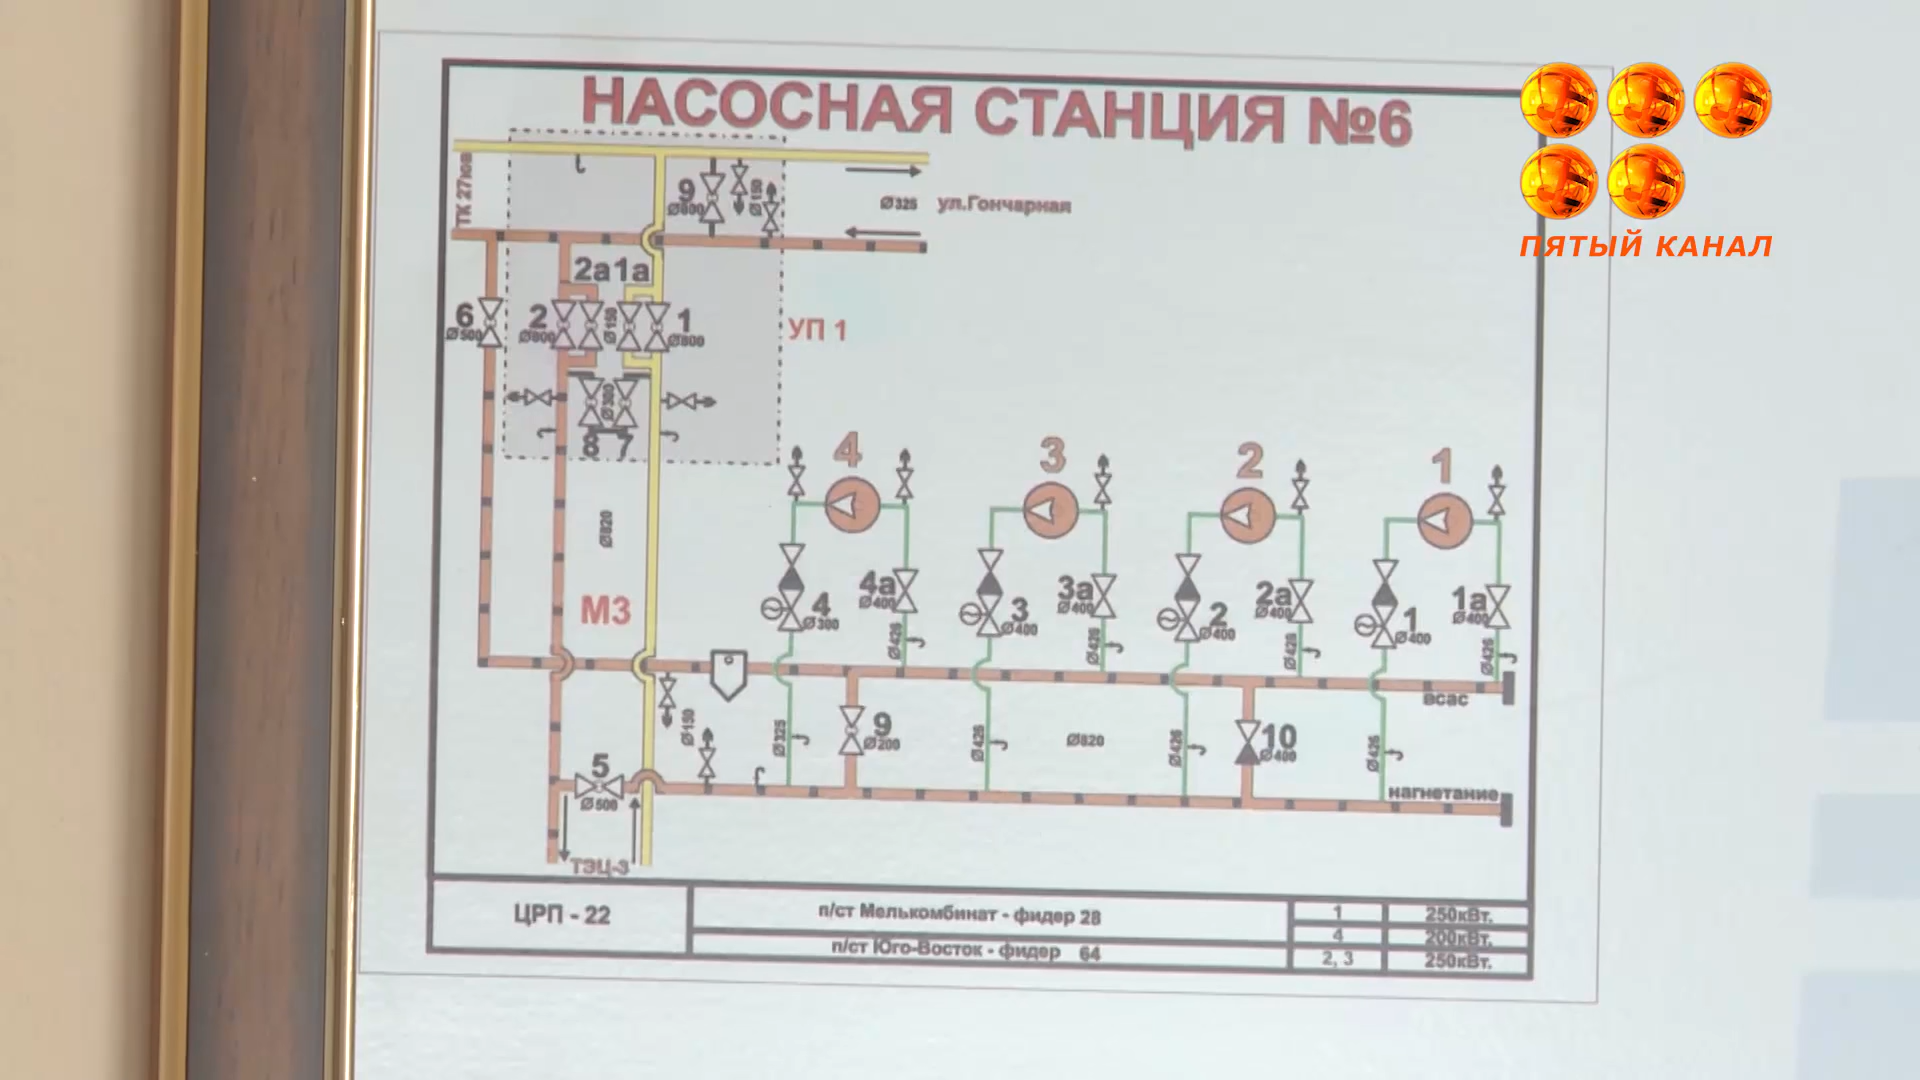 НАСОСНАЯ СТАНЦИЯ №6
ПЯТЫЙ КАНАЛ
ТК 27юв
9
Ø800
Ø150
Ø325 ул.Гончарная
2а 1а
6
Ø500
2
Ø800
Ø150
1
Ø800
УП 1
Ø300
8 7
Ø820
М3
4
3
2
1
4
Ø300
4а
Ø400
Ø426
3
Ø400
3а
Ø400
Ø426
2
Ø400
2а
Ø400
Ø426
1
Ø400
1а
Ø400
Ø426
всас
Ø150
Ø325
9
Ø200
Ø426
Ø820
Ø426
10
Ø400
Ø426
5
Ø500
нагнетание
ТЭЦ-3
ЦРП - 22
п/ст Мелькомбинат - фидер 28
п/ст Юго-Восток - фидер 64
1 250кВт.
4 200кВт.
2, 3 250кВт.